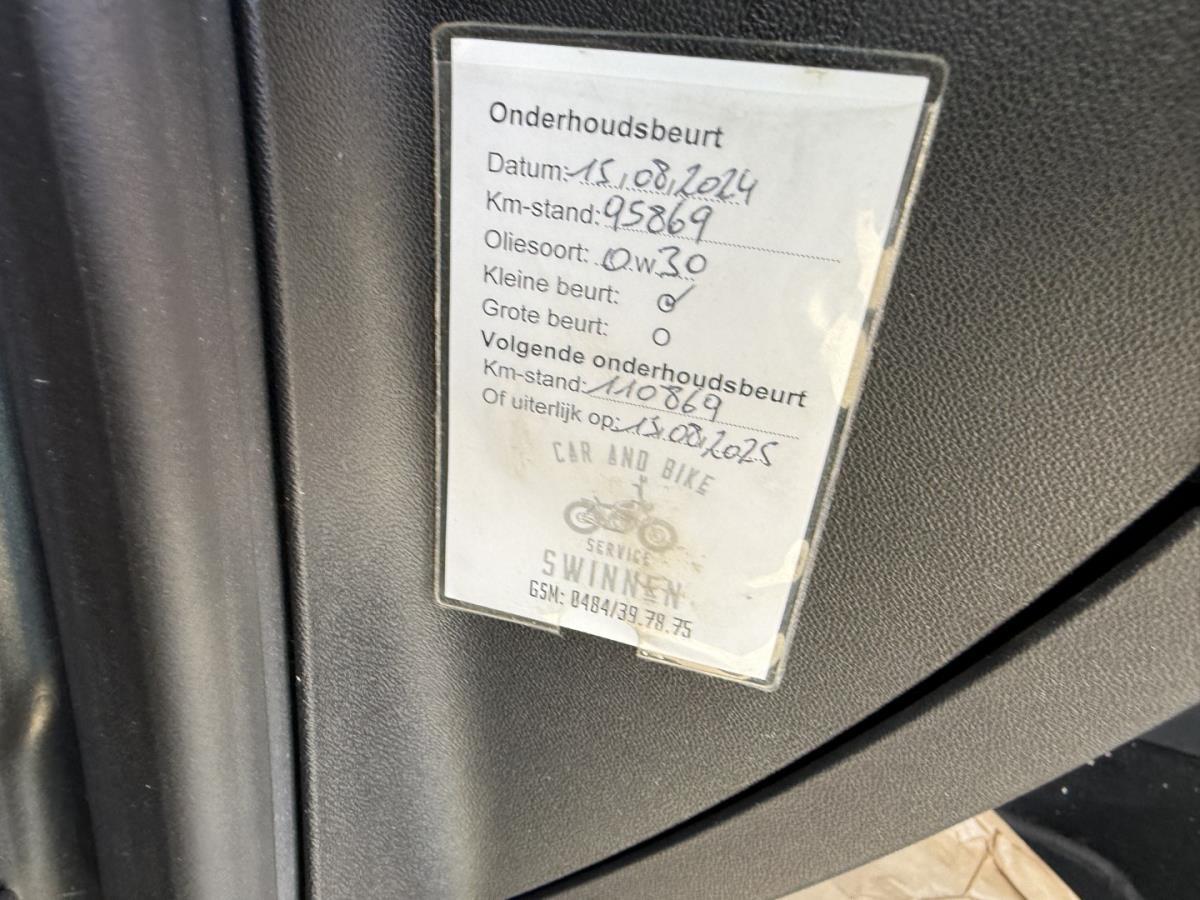 Onderhoudsbeurt
Datum: 15,08,2024
Km-stand: 95869
Oliesoort: 0W30
Kleine beurt:
Grote beurt:
Volgende onderhoudsbeurt
Km-stand: 110869
Of uiterlijk op: 15.08.2025
CAR AND BIKE
SERVICE
SWINNEN
GSM: 0484/39.78.75